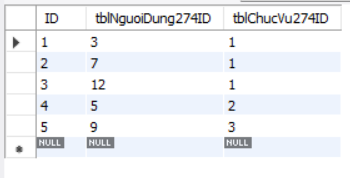 ID tblNguoiDung274ID tblChucVu274ID
1 3 1
2 7 1
3 12 1
4 5 2
5 9 3
NULL NULL NULL